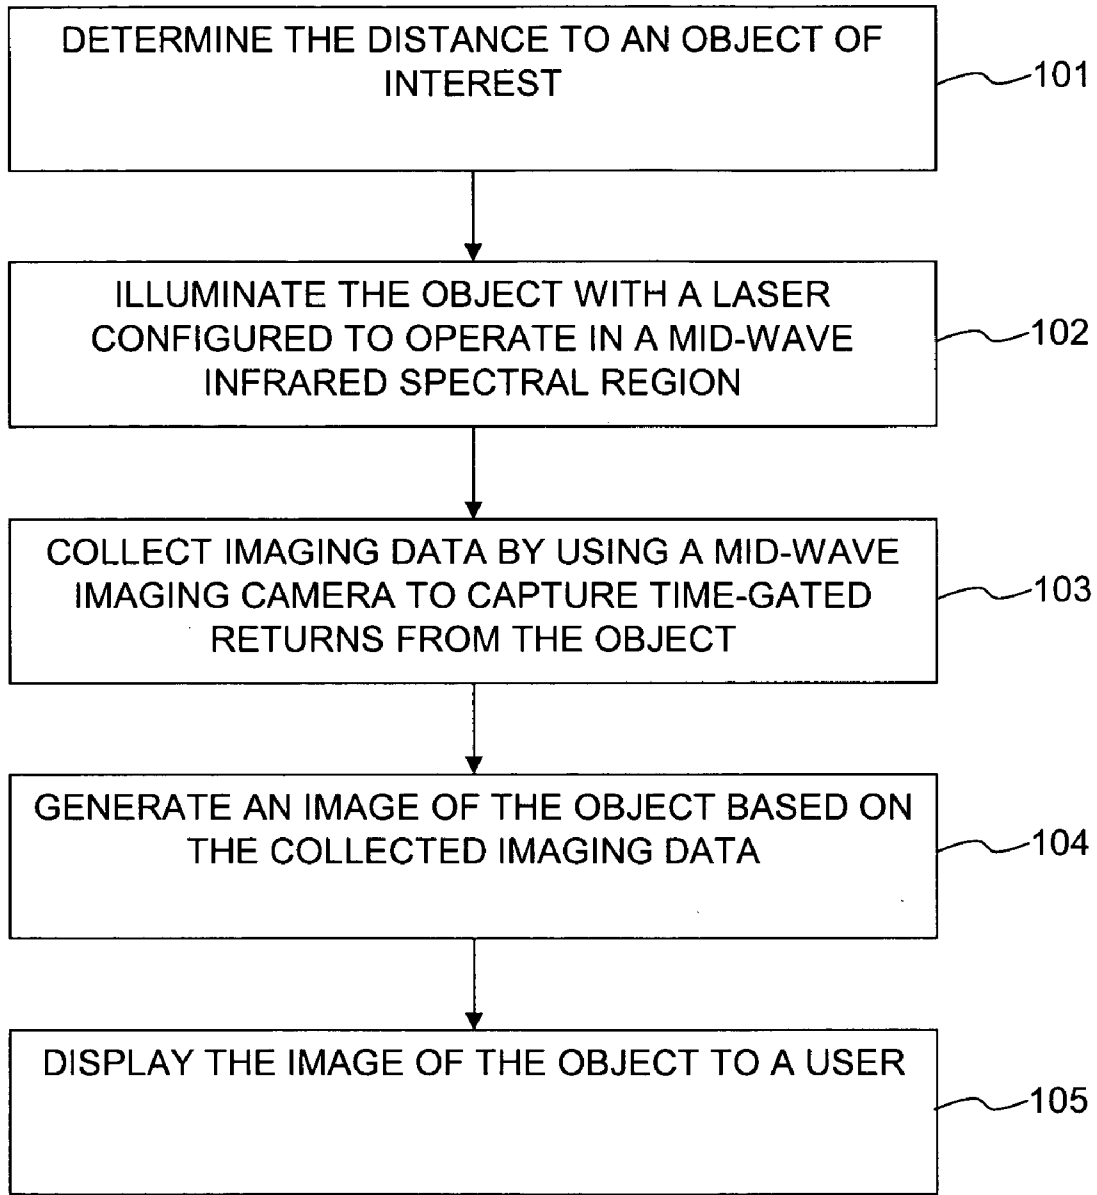 DETERMINE THE DISTANCE TO AN OBJECT OF
INTEREST
101
ILLUMINATE THE OBJECT WITH A LASER
CONFIGURED TO OPERATE IN A MID-WAVE
INFRARED SPECTRAL REGION
102
COLLECT IMAGING DATA BY USING A MID-WAVE
IMAGING CAMERA TO CAPTURE TIME-GATED
RETURNS FROM THE OBJECT
103
GENERATE AN IMAGE OF THE OBJECT BASED ON
THE COLLECTED IMAGING DATA
104
DISPLAY THE IMAGE OF THE OBJECT TO A USER
105